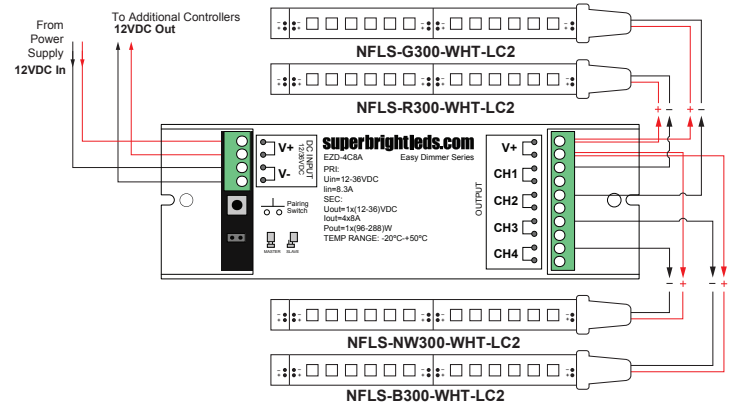 From
Power
Supply
12VDC In
To Additional Controllers
12VDC Out
NFLS-G300-WHT-LC2
NFLS-R300-WHT-LC2
+ − + −
V+
V-
DC INPUT
12/36VDC
superbrightleds.com
EZD-4C8A Easy Dimmer Series
PRI:
Uin=12-36VDC
Iin=8.3A
SEC:
Uout=1x(12-36)VDC
Iout=4x8A
Pout=1x(96-288)W
TEMP RANGE: -20ºC-+50ºC
Pairing
Switch
MASTER SLAVE
OUTPUT
V+
CH1
CH2
CH3
CH4
− + − +
NFLS-NW300-WHT-LC2
NFLS-B300-WHT-LC2